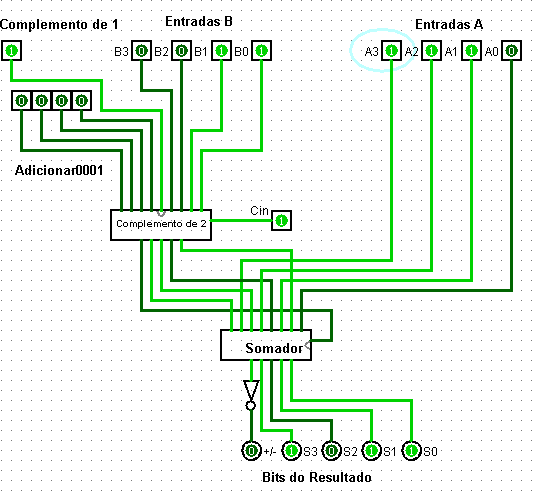 Complemento de 1 Entradas B Entradas A
1 B3 0 B2 0 B1 1 B0 1 A3 1 A2 1 A1 1 A0 0
0 0 0 0
Adicionar0001
Cin 1
Complemento de 2
Somador
0 +/- 1 S3 0 S2 1 S1 1 S0
Bits do Resultado